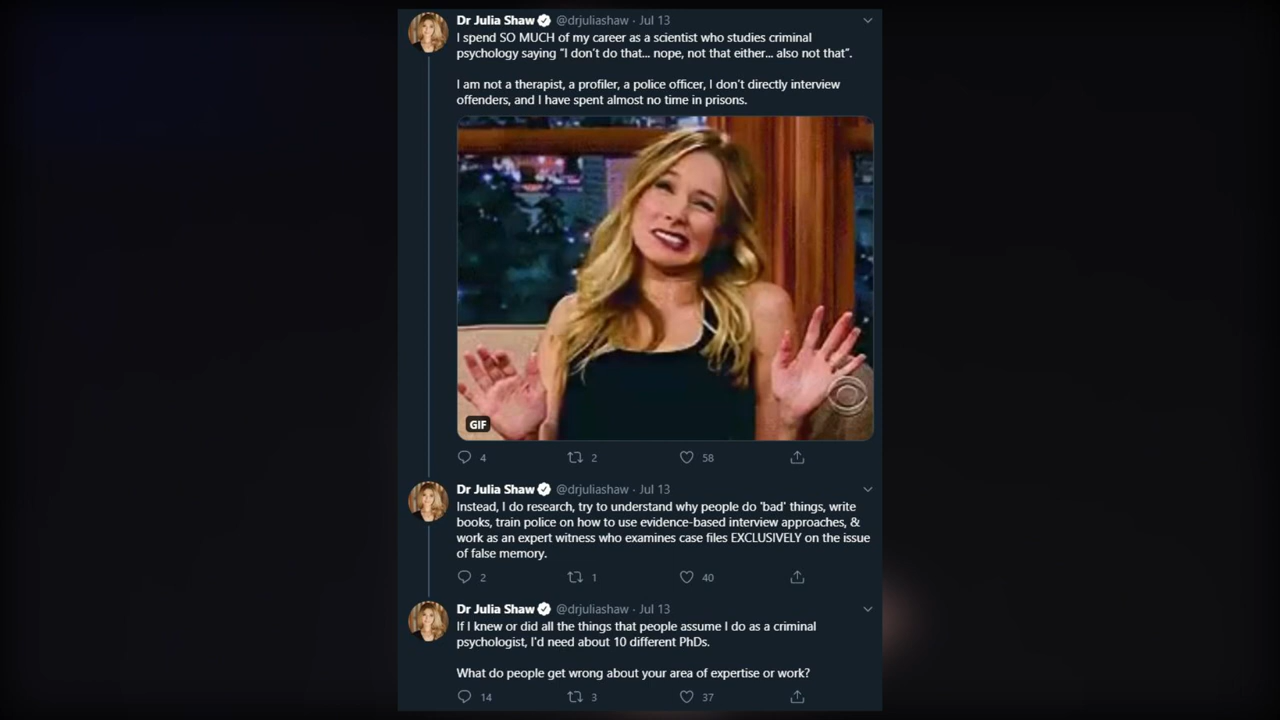 Dr Julia Shaw @drjuliashaw · Jul 13
I spend SO MUCH of my career as a scientist who studies criminal
psychology saying “I don’t do that... nope, not that either... also not that”.
I am not a therapist, a profiler, a police officer, I don’t directly interview
offenders, and I have spent almost no time in prisons.
GIF
4 2 58
Dr Julia Shaw @drjuliashaw · Jul 13
Instead, I do research, try to understand why people do 'bad' things, write
books, train police on how to use evidence-based interview approaches, &
work as an expert witness who examines case files EXCLUSIVELY on the issue
of false memory.
2 1 40
Dr Julia Shaw @drjuliashaw · Jul 13
If I knew or did all the things that people assume I do as a criminal
psychologist, I'd need about 10 different PhDs.
What do people get wrong about your area of expertise or work?
14 3 37